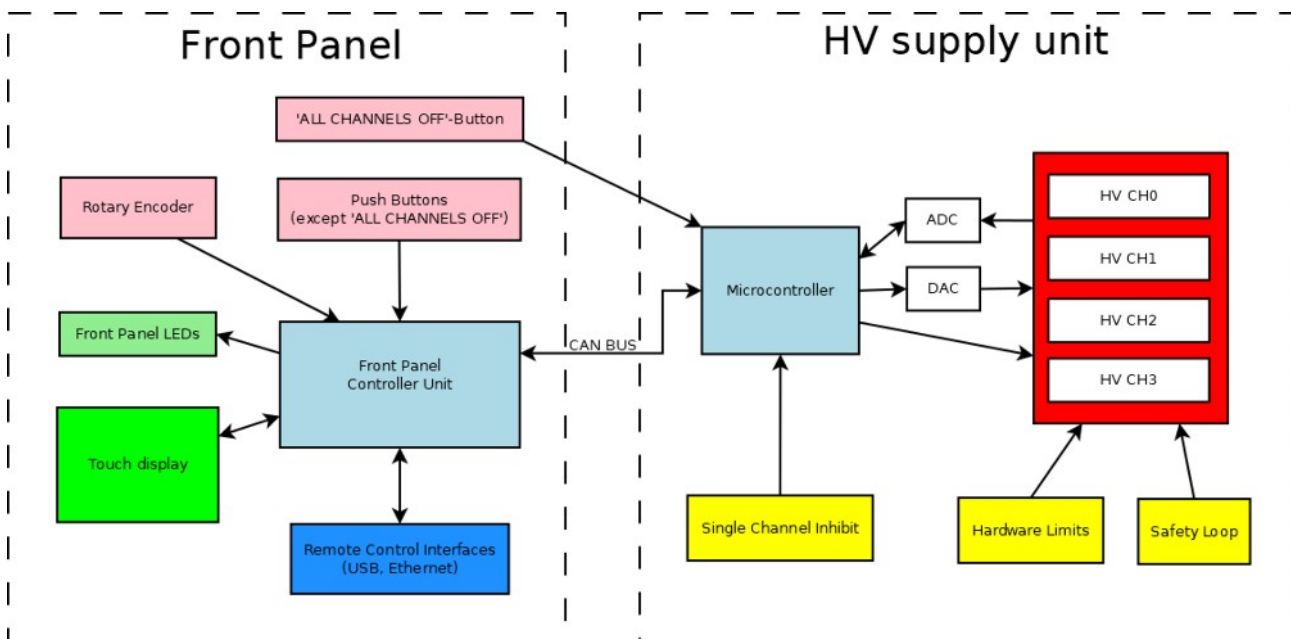 Front Panel
HV supply unit
'ALL CHANNELS OFF'-Button
Rotary Encoder
Push Buttons
(except 'ALL CHANNELS OFF')
Front Panel LEDs
Front Panel
Controller Unit
Touch display
Remote Control Interfaces
(USB, Ethernet)
CAN BUS
Microcontroller
ADC
DAC
HV CH0
HV CH1
HV CH2
HV CH3
Single Channel Inhibit
Hardware Limits
Safety Loop